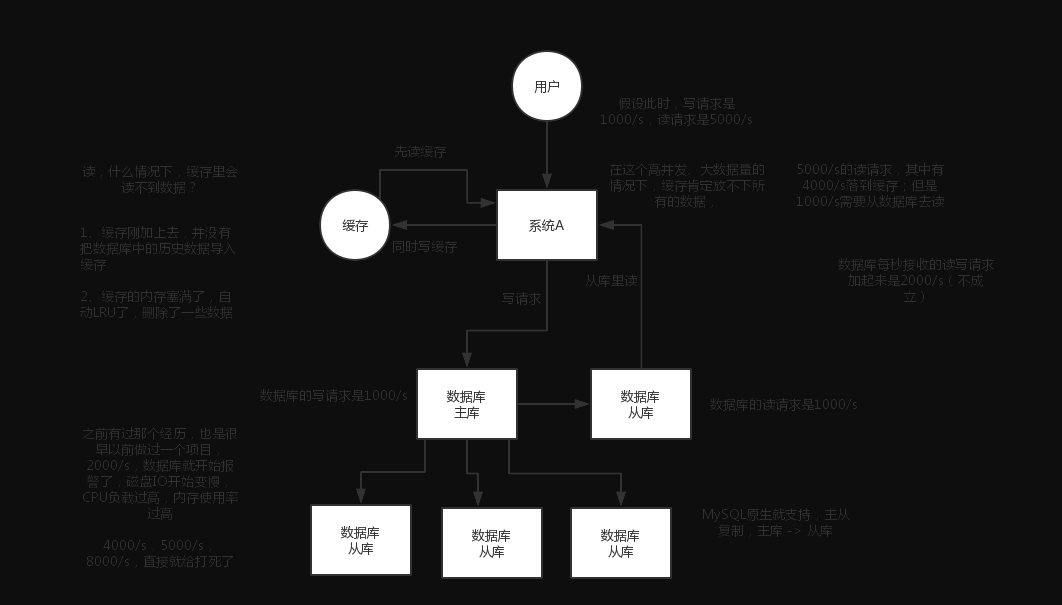 用户
假设此时，写请求是
1000/s，读请求是5000/s
先读缓存
读，什么情况下，缓存里会
读不到数据？
1、缓存刚加上去，并没有
把数据库中的历史数据导入
缓存
2、缓存的内存塞满了，自
动LRU了，删除了一些数据
在这个高并发、大数据量的
情况下，缓存肯定放不下所
有的数据，
5000/s的读请求，其中有
4000/s落到缓存；但是
1000/s需要从数据库去读
缓存
系统A
同时写缓存
数据库每秒接收的读写请求
加起来是2000/s（不成
立）
从库里读
写请求
数据库的写请求是1000/s
数据库
主库
数据库
从库
数据库的读请求是1000/s
之前有过那个经历，也是很
早以前做过一个项目，
2000/s，数据库就开始报
警了，磁盘IO开始变慢，
CPU负载过高，内存使用率
过高
4000/s，5000/s，
8000/s，直接就给打死了
数据库
从库
数据库
从库
数据库
从库
MySQL原生就支持，主从
复制，主库 -> 从库